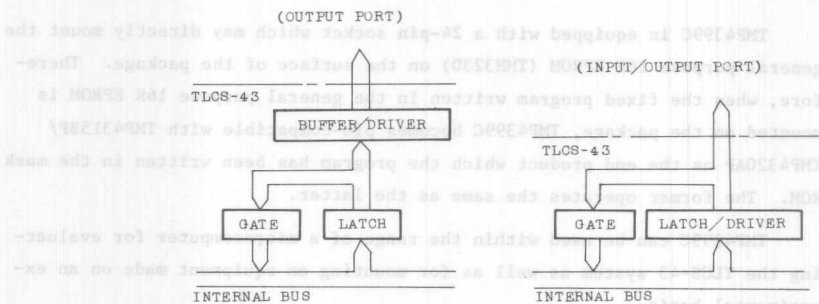 (OUTPUT PORT)
TMP4399C is equipped with a 24-pin socket which may directly mount the
(INPUT/OUTPUT PORT)
general purpose EPROM (TMM323D) on the surface of the package. There-
TLCS-43
fore, when the fixed program written in the general 16K EPROM is
BUFFER/DRIVER
mounted on the package, TMP4399C becomes compatible with TMP4315BP/
TLCS-43
TMP4320AP as the end product which the program has been written in the mask
ROM. The former operates the same as the latter.
GATE
LATCH
GATE
LATCH/DRIVER
TMP4399C can be used within the range of a microcomputer for evaluat-
ing the TLCS-43 system as well as for mounting an equipment made on an ex-
INTERNAL BUS
INTERNAL BUS